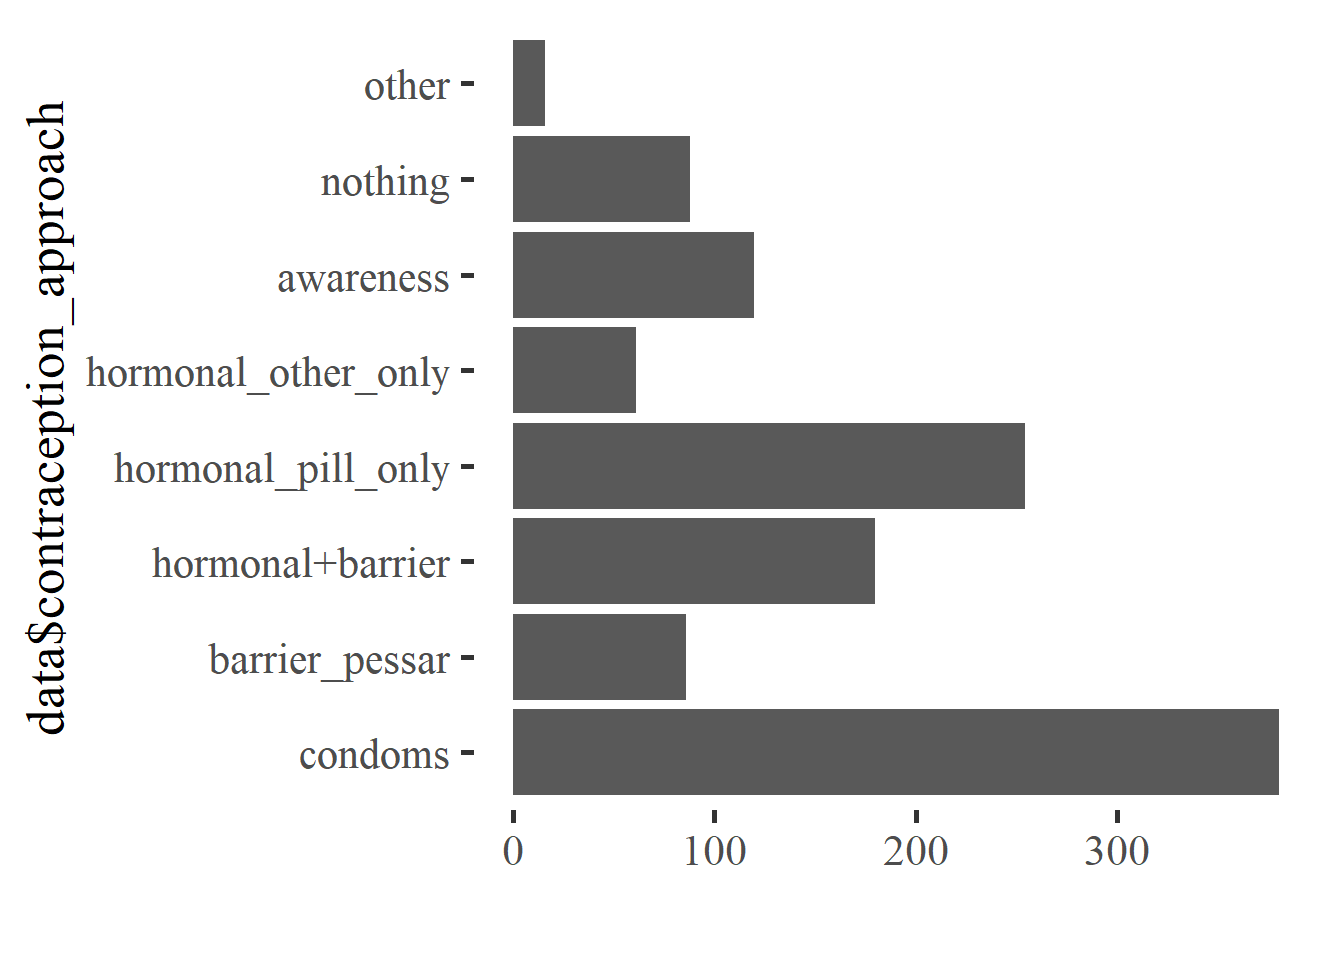 data$contraception_approach
other
nothing
awareness
hormonal_other_only
hormonal_pill_only
hormonal+barrier
barrier_pessar
condoms
0 100 200 300